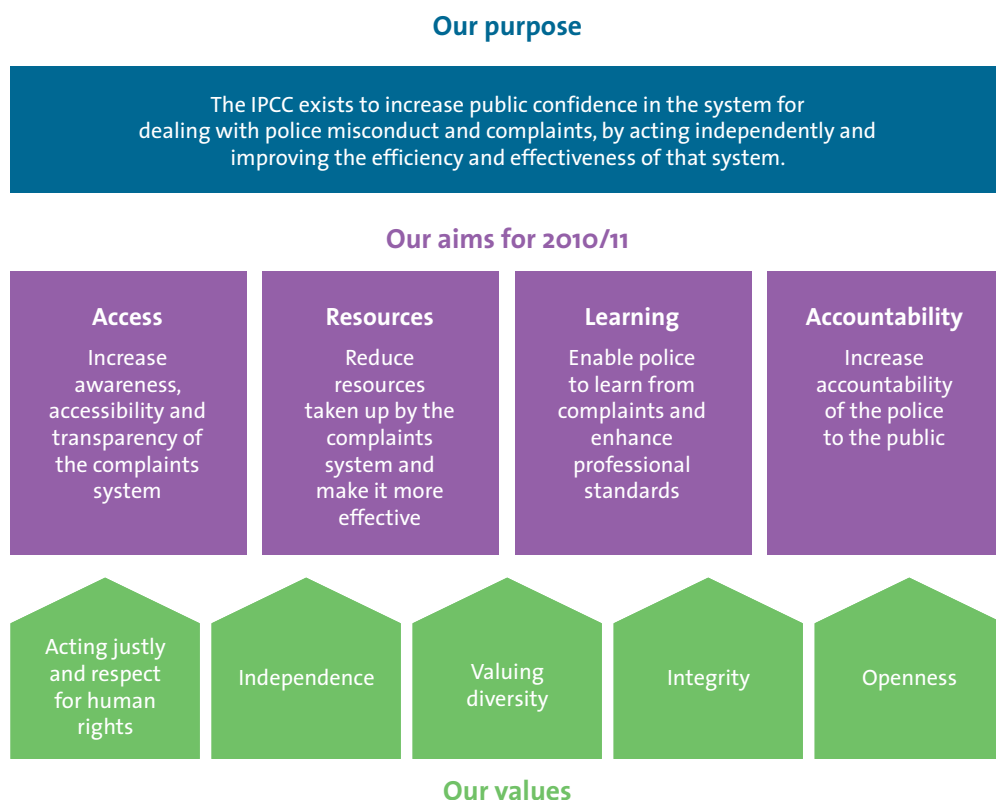 Our purpose
The IPCC exists to increase public confidence in the system for
dealing with police misconduct and complaints, by acting independently and
improving the efficiency and effectiveness of that system.
Our aims for 2010/11
Access
Increase
awareness,
accessibility and
transparency of
the complaints
system
Resources
Reduce
resources
taken up by the
complaints
system and
make it more
effective
Learning
Enable police
to learn from
complaints and
enhance
professional
standards
Accountability
Increase
accountability
of the police
to the public
Acting justly
and respect
for human
rights
Independence
Valuing
diversity
Integrity
Openness
Our values